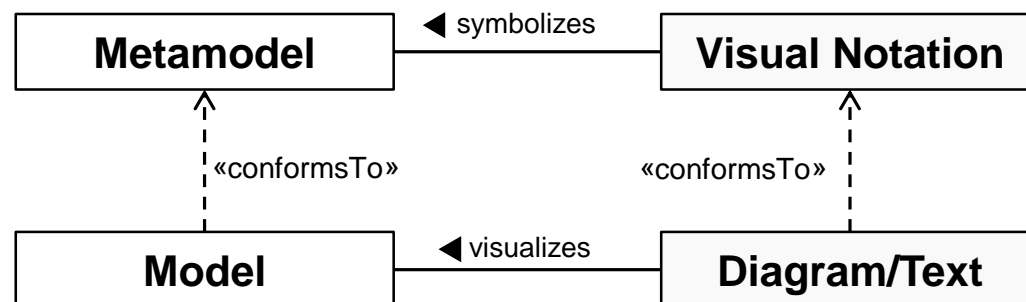 ◀ symbolizes
Metamodel
Visual Notation
«conformsTo»
«conformsTo»
◀ visualizes
Model
Diagram/Text